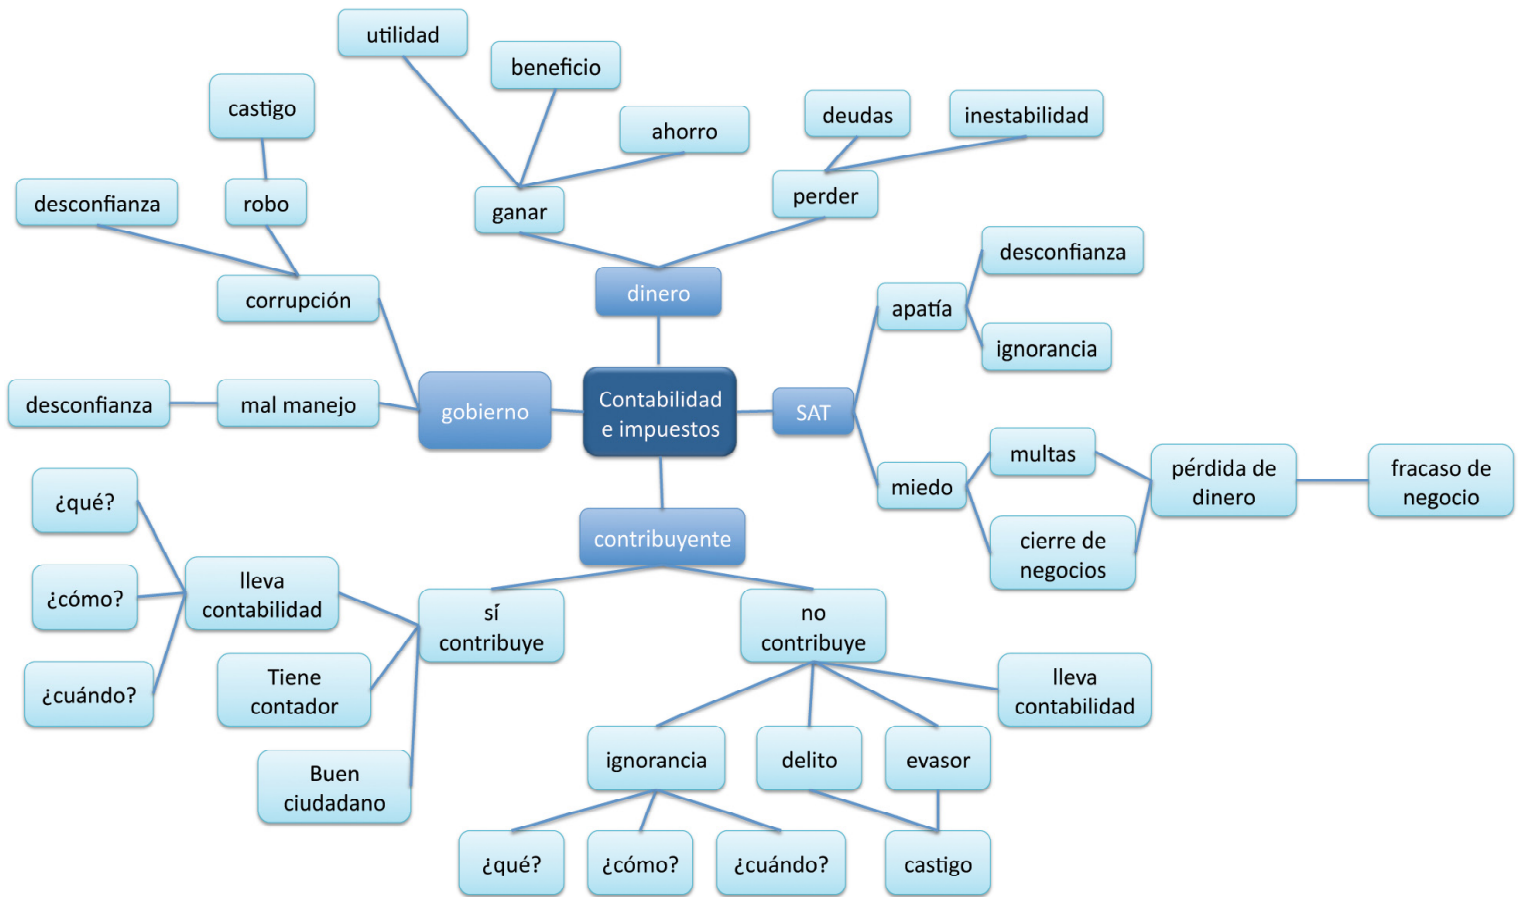 utilidad
beneficio
castigo
ahorro
deudas
inestabilidad
desconfianza
robo
ganar
perder
corrupción
dinero
desconfianza
apatía
ignorancia
desconfianza
mal manejo
gobierno
Contabilidad
e impuestos
SAT
multas
miedo
cierre de
negocios
pérdida de
dinero
fracaso de
negocio
¿qué?
¿cómo?
¿cuándo?
lleva
contabilidad
contribuyente
sí
contribuye
no
contribuye
Tiene
contador
Buen
ciudadano
lleva
contabilidad
ignorancia
delito
evasor
¿qué?
¿cómo?
¿cuándo?
castigo